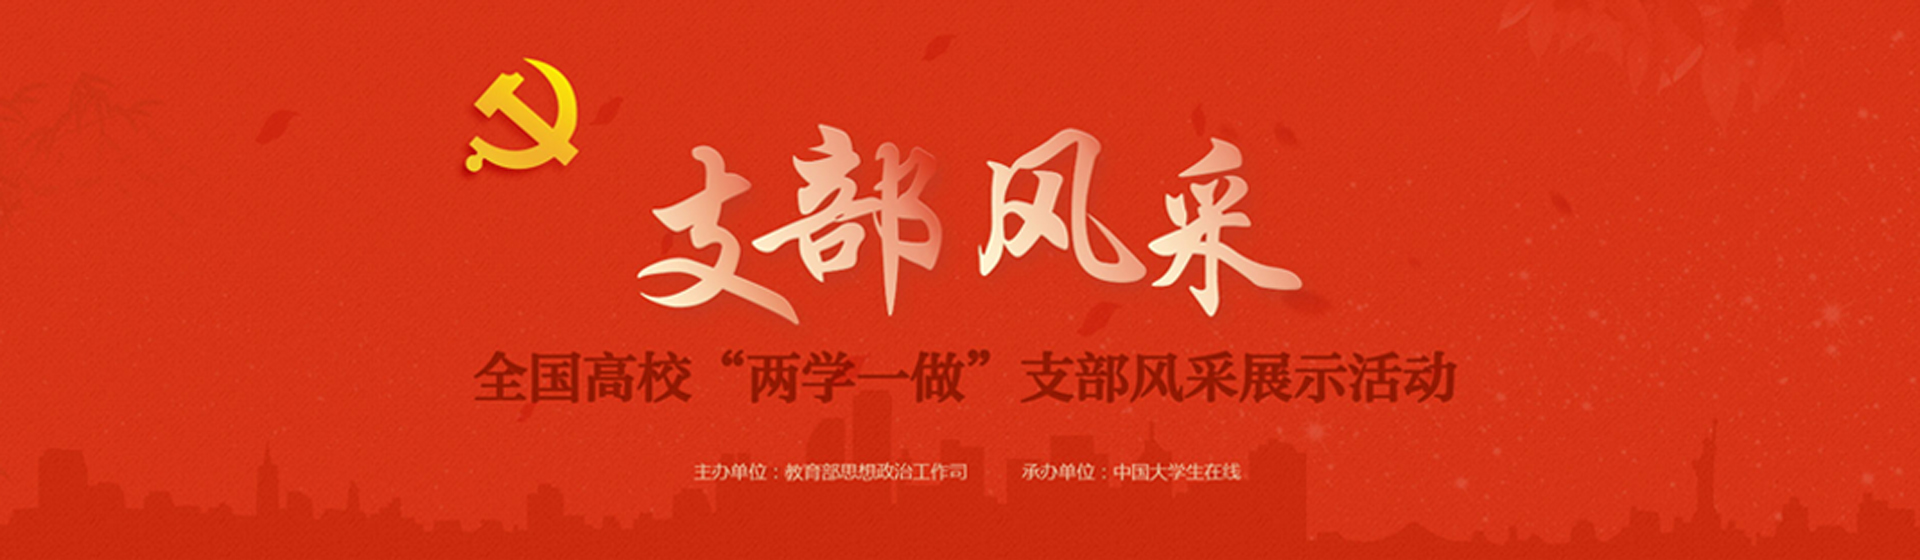 支部风采
全国高校“两学一做”支部风采展示活动
主办单位：教育部思想政治工作司　　承办单位：中国大学生在线